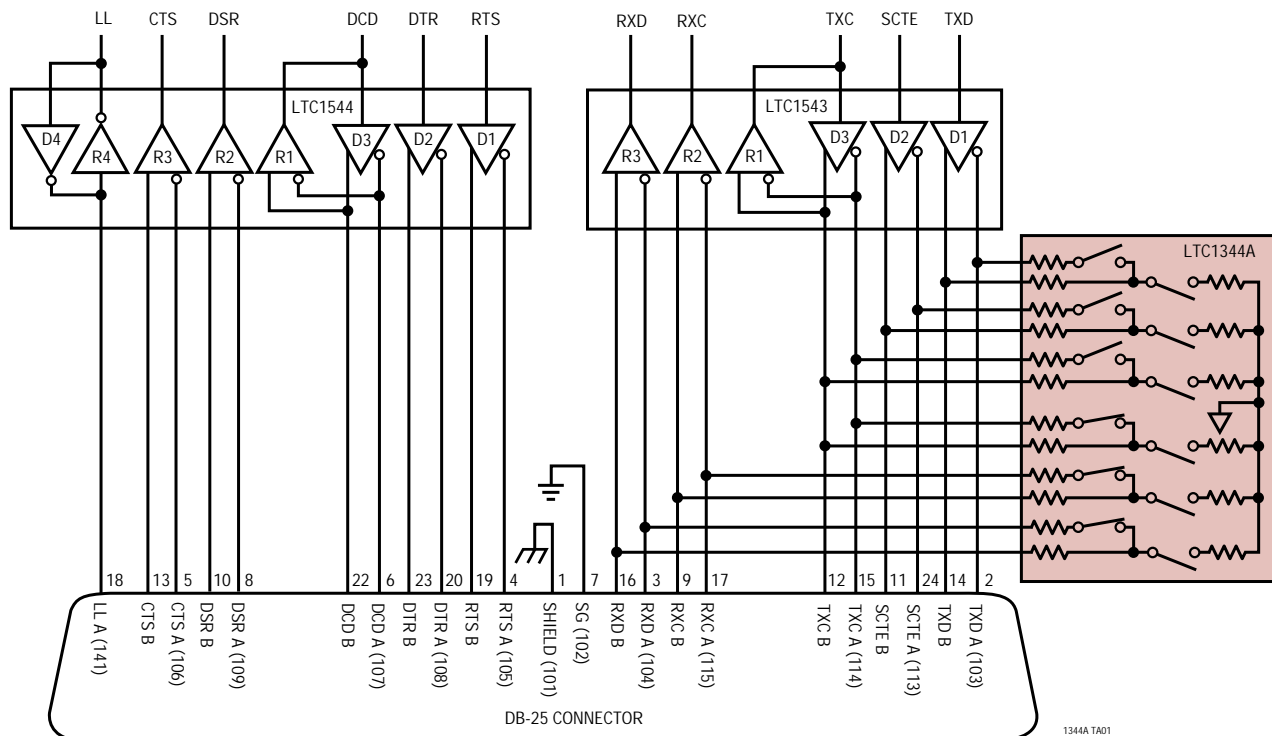 LL CTS DSR DCD DTR RTS RXD RXC TXC SCTE TXD
LTC1544
LTC1543
D4 R4 R3 R2 R1 D3 D2 D1
R3 R2 R1 D3 D2 D1
LTC1344A
18 13 5 10 8 22 6 23 20 19 4 1 7 16 3 9 17 12 15 11 24 14 2
LL A (141)
CTS B
CTS A (106)
DSR B
DSR A (109)
DCD B
DCD A (107)
DTR B
DTR A (108)
RTS B
RTS A (105)
SHIELD (101)
SG (102)
RXD B
RXD A (104)
RXC B
RXC A (115)
TXC B
TXC A (114)
SCTE B
SCTE A (113)
TXD B
TXD A (103)
DB-25 CONNECTOR
1344A TA01